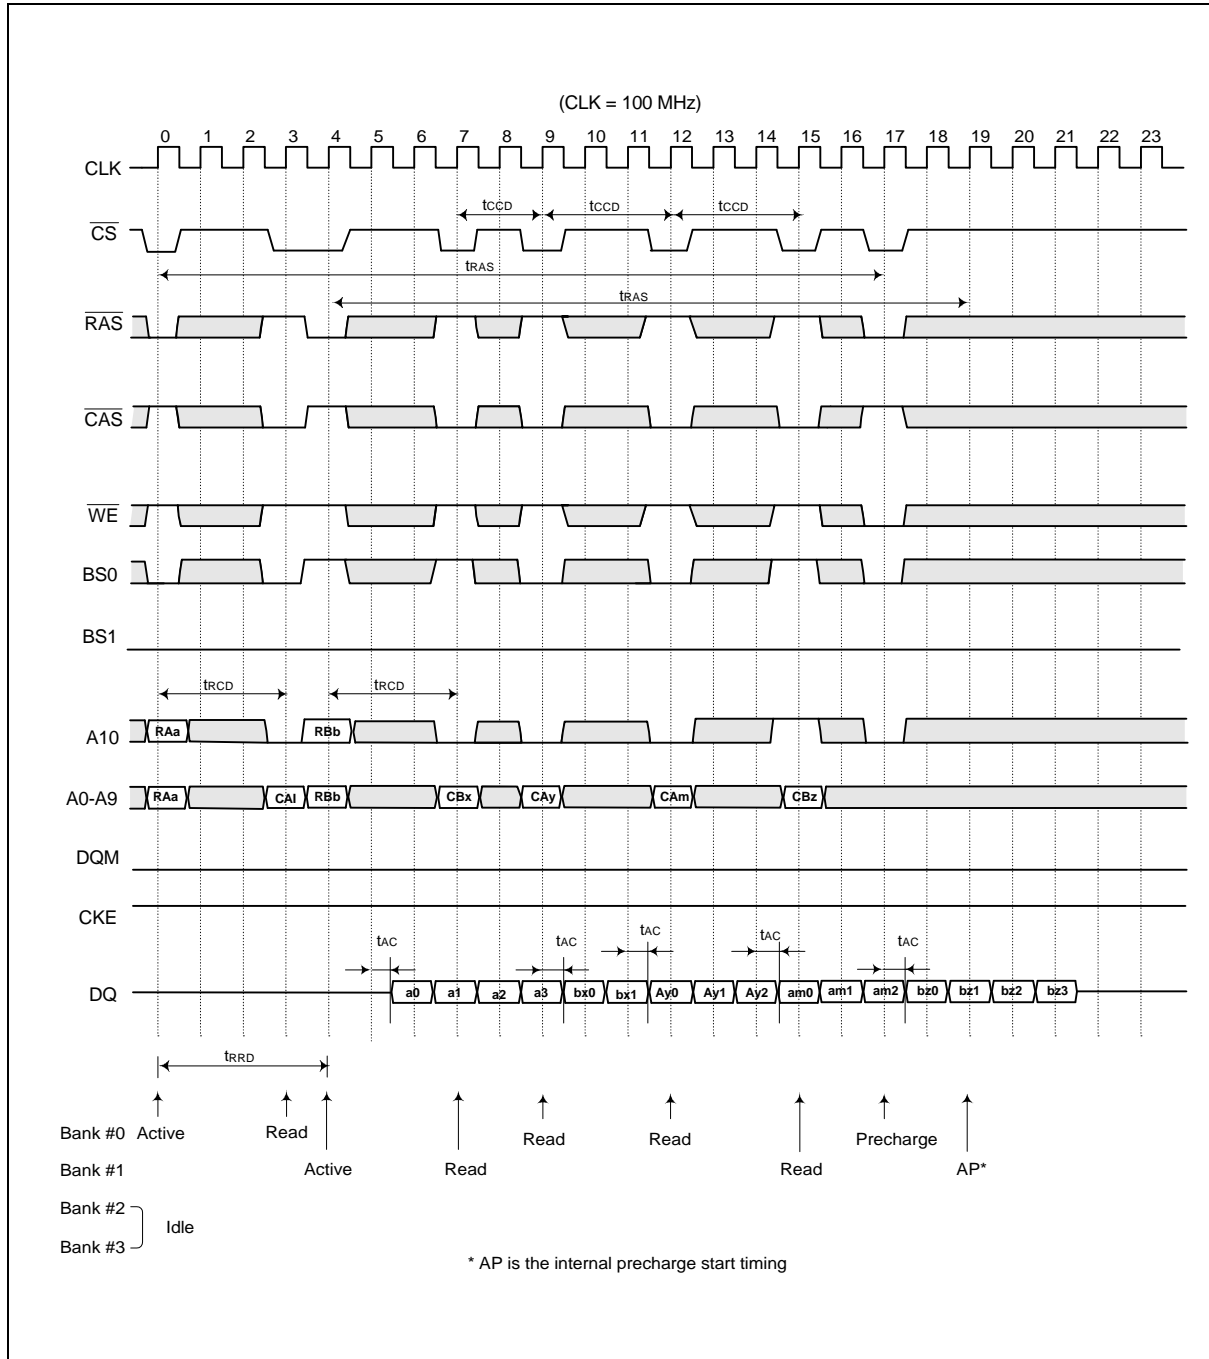 (CLK = 100 MHz)
0 1 2 3 4 5 6 7 8 9 10 11 12 13 14 15 16 17 18 19 20 21 22 23
CLK
tCCD tCCD tCCD
CS
tRAS
tRAS
RAS
CAS
WE
BS0
BS1
tRCD tRCD
A10 RAa RBb
A0-A9 RAa CAI RBb CBx CAy CAm CBz
DQM
CKE
tAC tAC tAC tAC tAC
DQ a0 a1 a2 a3 bx0 bx1 Ay0 Ay1 Ay2 am0 am1 am2 bz0 bz1 bz2 bz3
tRRD
Bank #0 Active Read Read Read Precharge
Bank #1 Active Read Read AP*
Bank #2
Idle
Bank #3
* AP is the internal precharge start timing